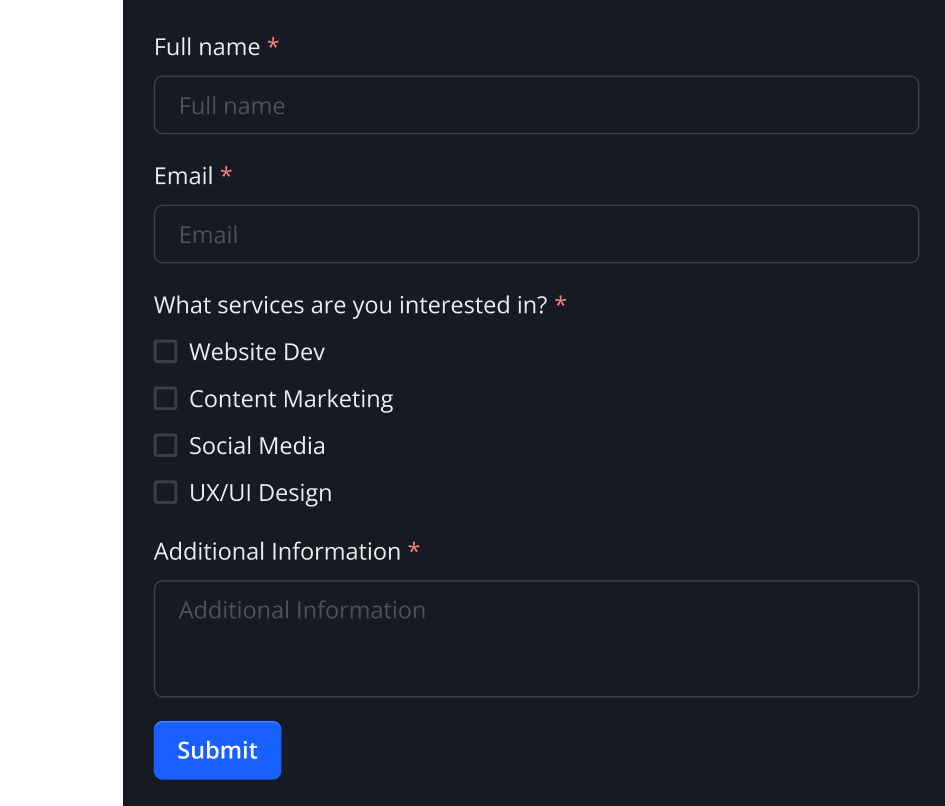 Full name *
Full name
Email *
Email
What services are you interested in? *
Website Dev
Content Marketing
Social Media
UX/UI Design
Additional Information *
Additional Information
Submit